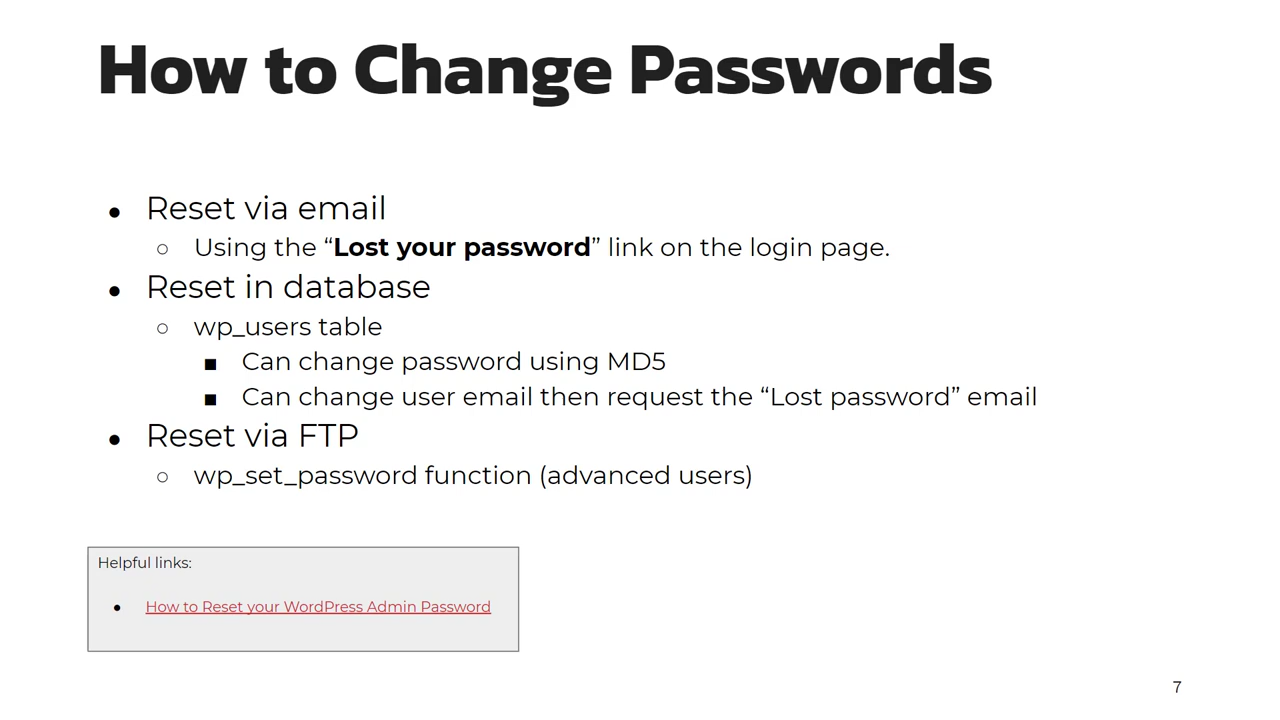 How to Change Passwords
● Reset via email
○ Using the “Lost your password” link on the login page.
● Reset in database
○ wp_users table
■ Can change password using MD5
■ Can change user email then request the “Lost password” email
● Reset via FTP
○ wp_set_password function (advanced users)
Helpful links:
● How to Reset your WordPress Admin Password
7